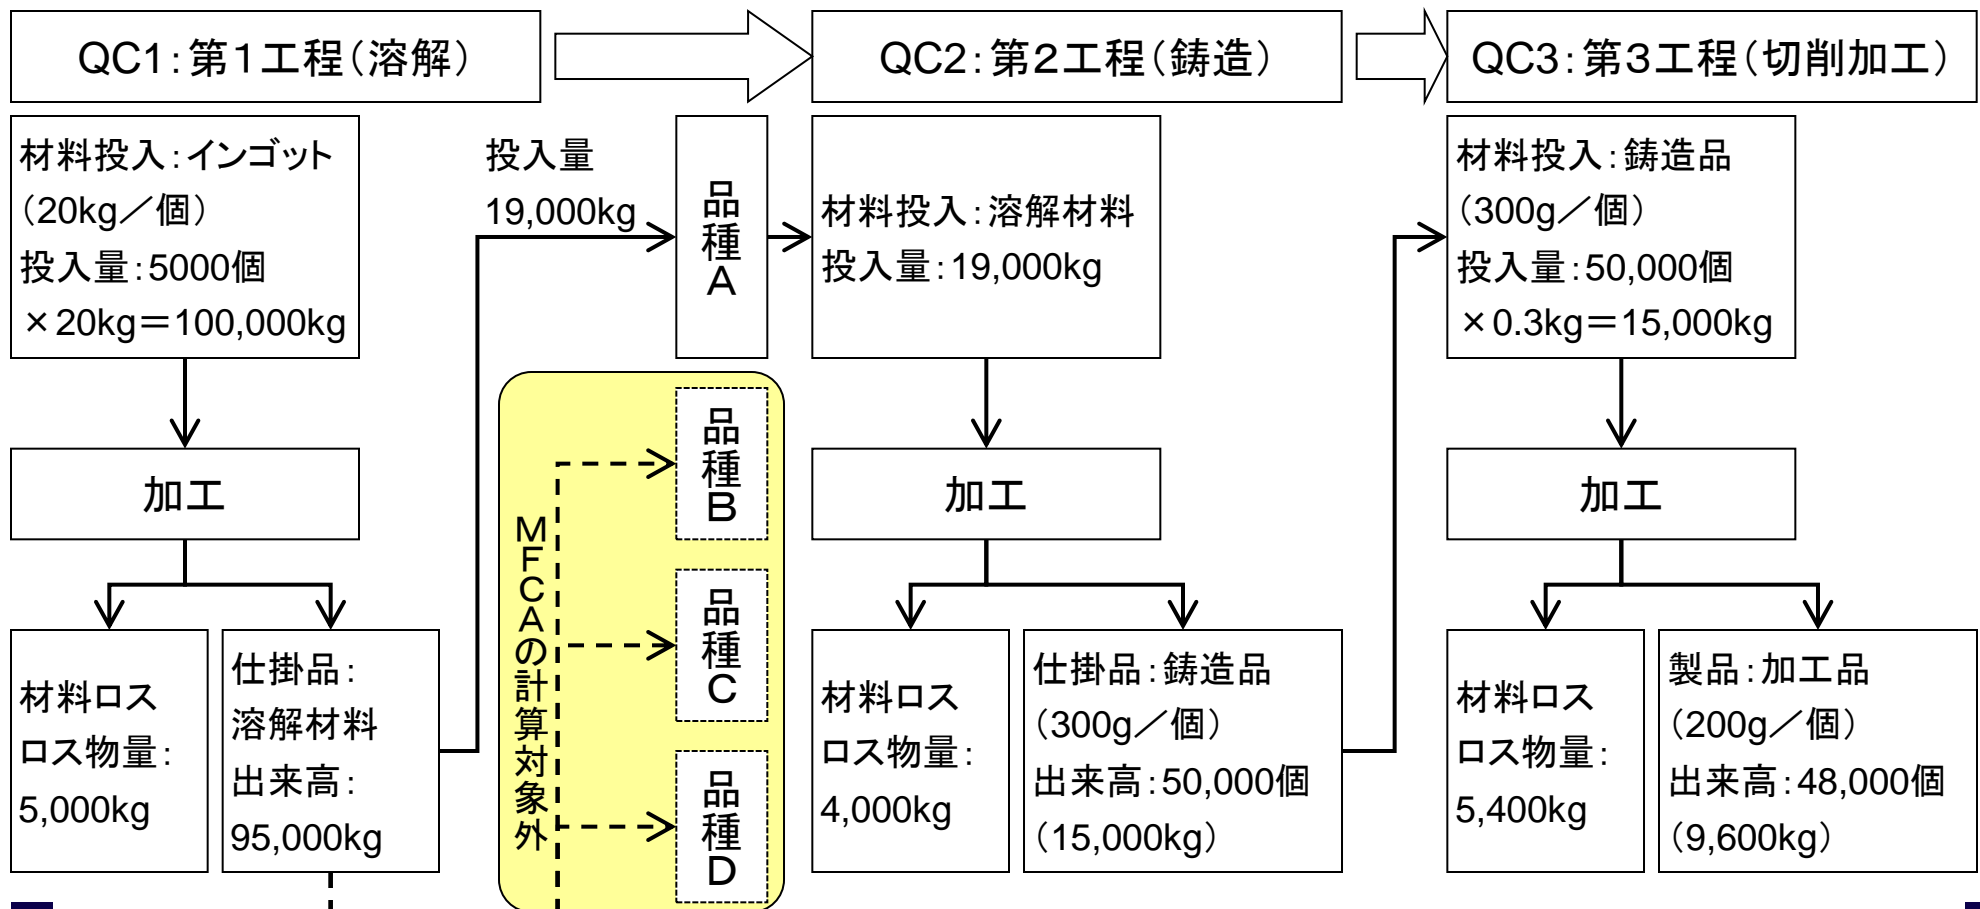 QC1：第1工程（溶解）
QC2：第2工程（鋳造）
QC3：第3工程（切削加工）
材料投入：インゴット
（20kg／個）
投入量：5000個
×20kg＝100,000kg
加工
材料ロス
ロス物量：
5,000kg
仕掛品：
溶解材料
出来高：
95,000kg
投入量
19,000kg
品種A
MFCAの計算対象外
品種B
品種C
品種D
材料投入：溶解材料
投入量：19,000kg
加工
材料ロス
ロス物量：
4,000kg
仕掛品：鋳造品
（300g／個）
出来高：50,000個
（15,000kg）
材料投入：鋳造品
（300g／個）
投入量：50,000個
×0.3kg＝15,000kg
加工
材料ロス
ロス物量：
5,400kg
製品：加工品
（200g／個）
出来高：48,000個
（9,600kg）